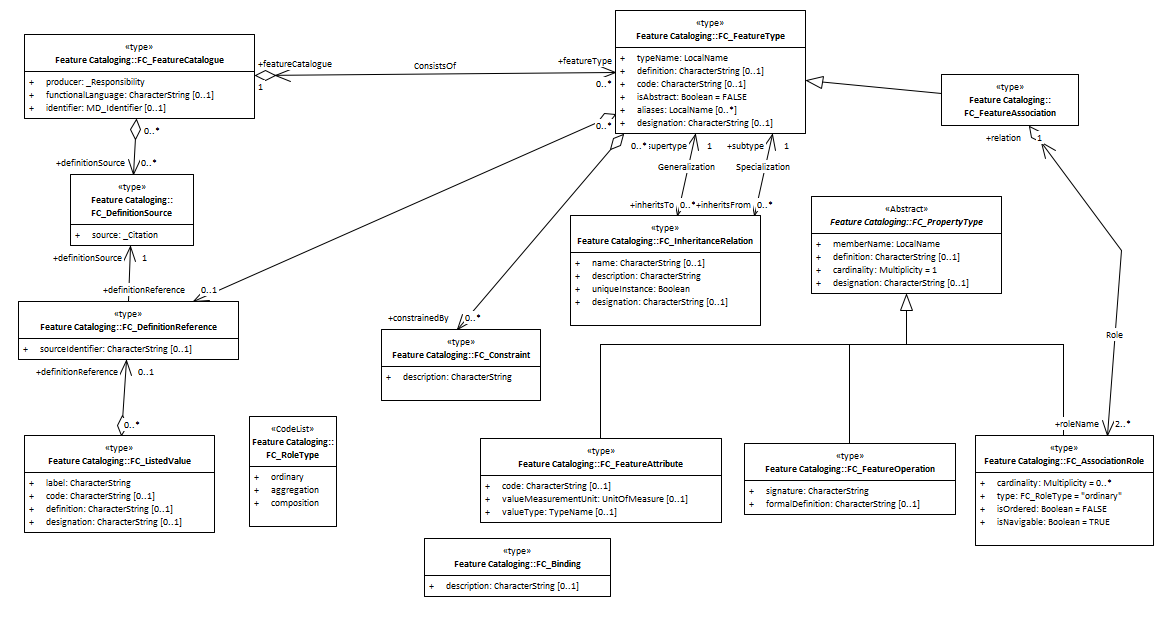 «type»
Feature Cataloging::FC_FeatureCatalogue
+ producer: _Responsibility
+ functionalLanguage: CharacterString [0..1]
+ identifier: MD_Identifier [0..1]
+featureCatalogue
1
ConsistsOf
+featureType
0..*
«type»
Feature Cataloging::FC_FeatureType
+ typeName: LocalName
+ definition: CharacterString [0..1]
+ code: CharacterString [0..1]
+ isAbstract: Boolean = FALSE
+ aliases: LocalName [0..*]
+ designation: CharacterString [0..1]
«type»
Feature Cataloging::
FC_FeatureAssociation
+relation
1
0..*
+definitionSource
0..*
«type»
Feature Cataloging::
FC_DefinitionSource
+ source: _Citation
+definitionSource
1
+definitionReference
0..1
0..*
«type»
Feature Cataloging::FC_DefinitionReference
+ sourceIdentifier: CharacterString [0..1]
+definitionReference
0..1
0..*
«type»
Feature Cataloging::FC_ListedValue
+ label: CharacterString
+ code: CharacterString [0..1]
+ definition: CharacterString [0..1]
+ designation: CharacterString [0..1]
0..*
supertype
1
+subtype
1
Generalization
Specialization
+inheritsTo
0..*
+inheritsFrom
0..*
«type»
Feature Cataloging::FC_InheritanceRelation
+ name: CharacterString [0..1]
+ description: CharacterString
+ uniqueInstance: Boolean
+ designation: CharacterString [0..1]
«Abstract»
Feature Cataloging::FC_PropertyType
+ memberName: LocalName
+ definition: CharacterString [0..1]
+ cardinality: Multiplicity = 1
+ designation: CharacterString [0..1]
+constrainedBy
0..*
«type»
Feature Cataloging::FC_Constraint
+ description: CharacterString
Role
+roleName
2..*
«CodeList»
Feature Cataloging::
FC_RoleType
+ ordinary
+ aggregation
+ composition
«type»
Feature Cataloging::FC_FeatureAttribute
+ code: CharacterString [0..1]
+ valueMeasurementUnit: UnitOfMeasure [0..1]
+ valueType: TypeName [0..1]
«type»
Feature Cataloging::FC_FeatureOperation
+ signature: CharacterString
+ formalDefinition: CharacterString [0..1]
«type»
Feature Cataloging::FC_AssociationRole
+ cardinality: Multiplicity = 0..*
+ type: FC_RoleType = "ordinary"
+ isOrdered: Boolean = FALSE
+ isNavigable: Boolean = TRUE
«type»
Feature Cataloging::FC_Binding
+ description: CharacterString [0..1]